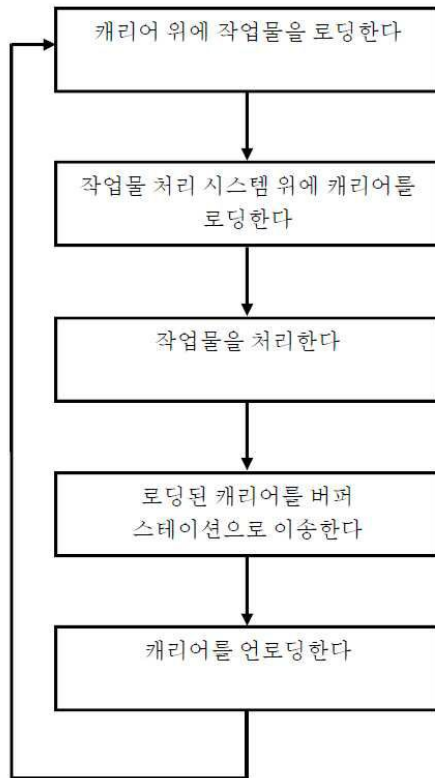 캐리어 위에 작업물을 로딩한다
작업물 처리 시스템 위에 캐리어를
로딩한다
작업물을 처리한다
로딩된 캐리어를 버퍼
스테이션으로 이송한다
캐리어를 언로딩한다